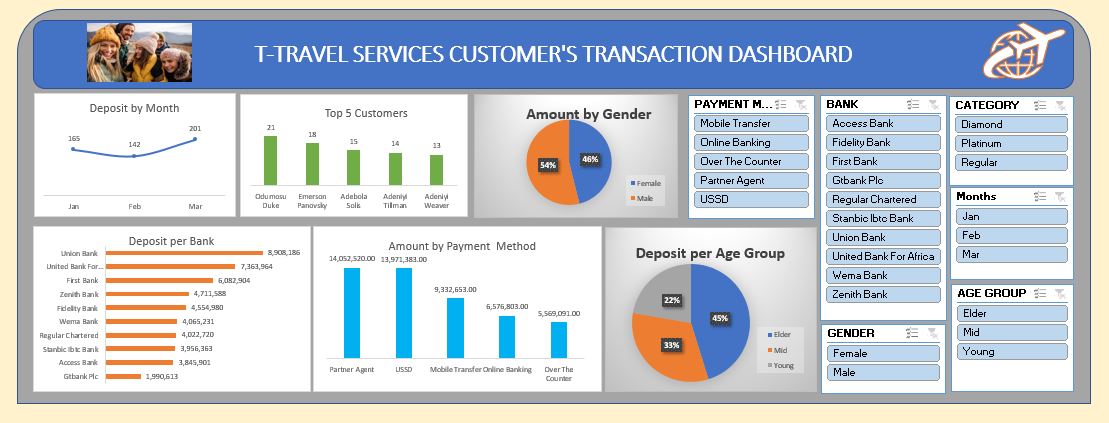 T-TRAVEL SERVICES CUSTOMER'S TRANSACTION DASHBOARD
Deposit by Month
165
142
201
Jan Feb Mar
Top 5 Customers
21
18
15
14
13
Odumosu Duke
Emerson Panovsky
Adebola Solis
Adeniyi Tillman
Adeniyi Weaver
Amount by Gender
54%
46%
Female
Male
PAYMENT M...
Mobile Transfer
Online Banking
Over The Counter
Partner Agent
USSD
BANK
Access Bank
Fidelity Bank
First Bank
Gtbank Plc
Regular Chartered
Stanbic Ibtc Bank
Union Bank
United Bank For Africa
Wema Bank
Zenith Bank
CATEGORY
Diamond
Platinum
Regular
Months
Jan
Feb
Mar
Deposit per Bank
Union Bank 8,908,186
United Bank For... 7,363,964
First Bank 6,082,904
Zenith Bank 4,711,588
Fidelity Bank 4,554,980
Wema Bank 4,065,231
Regular Chartered 4,022,720
Stanbic Ibtc Bank 3,956,363
Access Bank 3,845,901
Gtbank Plc 1,990,613
Amount by Payment Method
14,052,520.00
13,971,383.00
9,332,653.00
6,576,803.00
5,569,091.00
Partner Agent
USSD
Mobile Transfer
Online Banking
Over The Counter
Deposit per Age Group
22%
45%
33%
Elder
Mid
Young
GENDER
Female
Male
AGE GROUP
Elder
Mid
Young